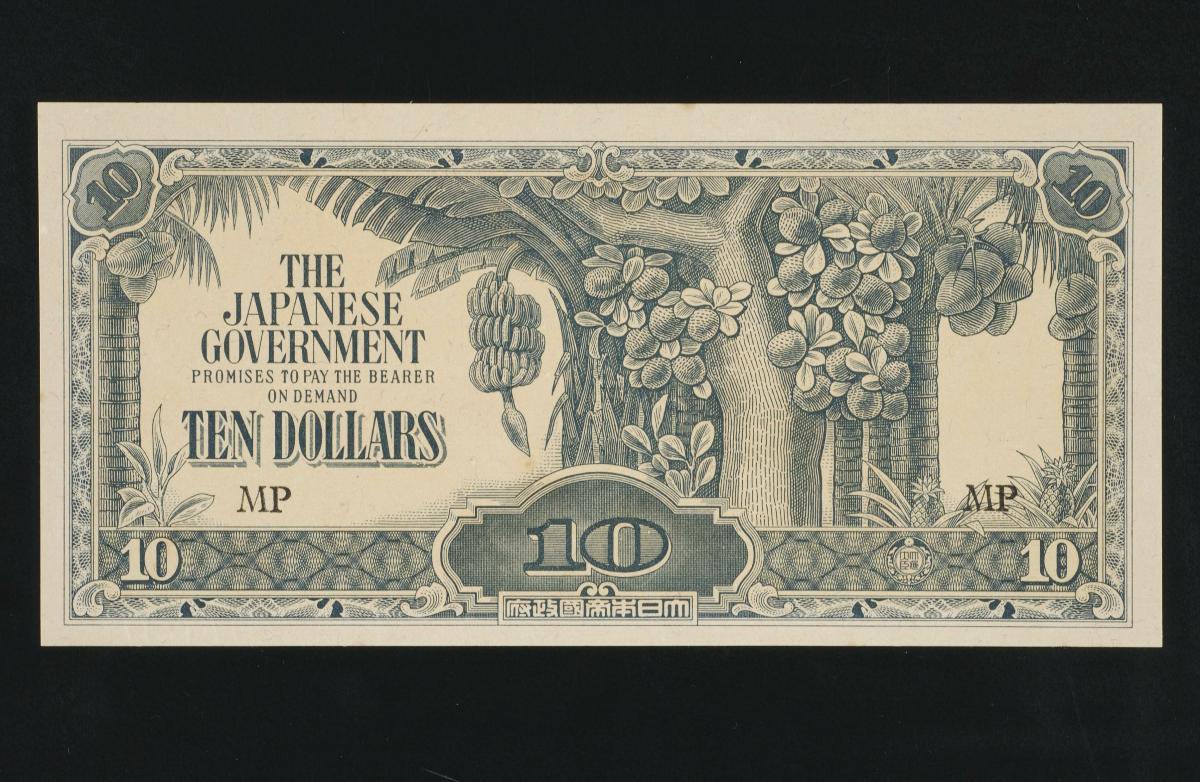 10
10
THE
JAPANESE
GOVERNMENT
PROMISES TO PAY THE BEARER
ON DEMAND
TEN DOLLARS
MP
MP
10
10
10
大日本帝國政府